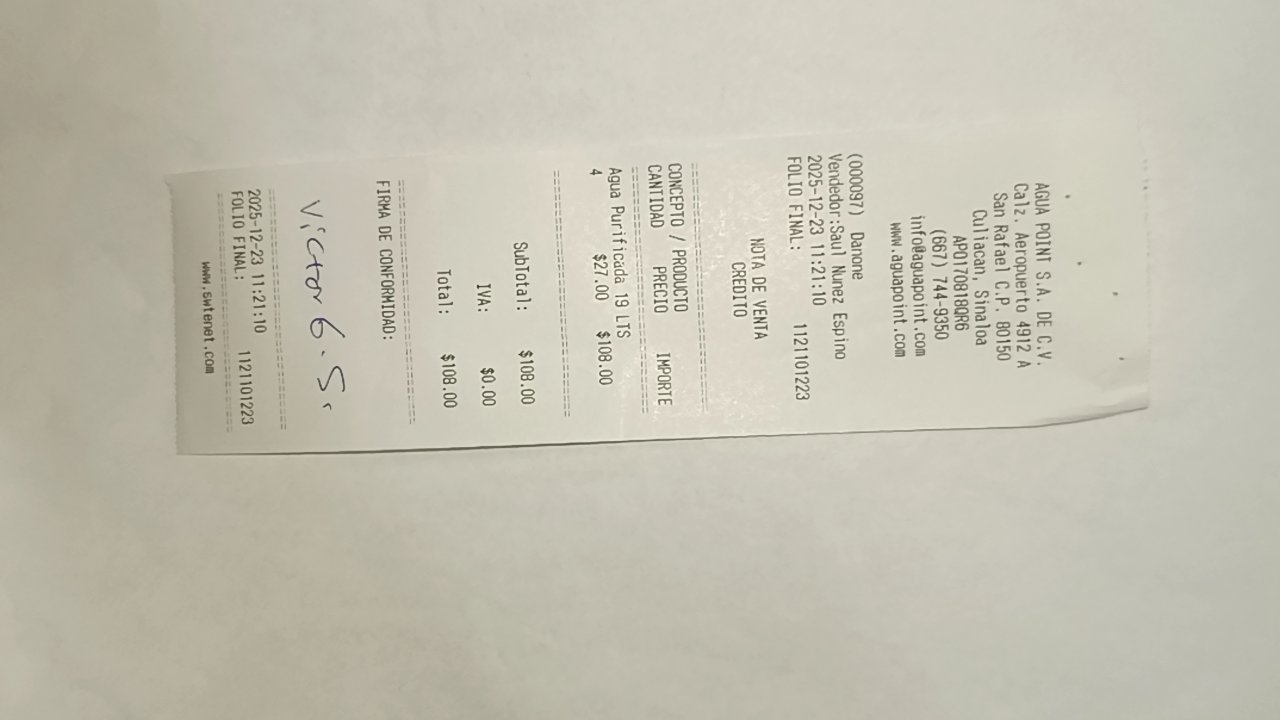 AGUA POINT S.A. DE C.V.
Calz. Aeropuerto 4912 A
San Rafael C.P. 80150
Culiacan, Sinaloa
APO170818QR6
(667) 744-9350
info@aguapoint.com
www.aguapoint.com
(000097) Danone
Vendedor:Saul Nunez Espino
2025-12-23 11:21:10
FOLIO FINAL: 1121101223
NOTA DE VENTA
CREDITO
CONCEPTO / PRODUCTO
CANTIDAD PRECIO IMPORTE
Agua Purificada 19 LTS
4 $27.00 $108.00
SubTotal: $108.00
IVA: $0.00
Total: $108.00
FIRMA DE CONFORMIDAD:
Victor
2025-12-23 11:21:10
FOLIO FINAL: 1121101223
www.ewtenet.com